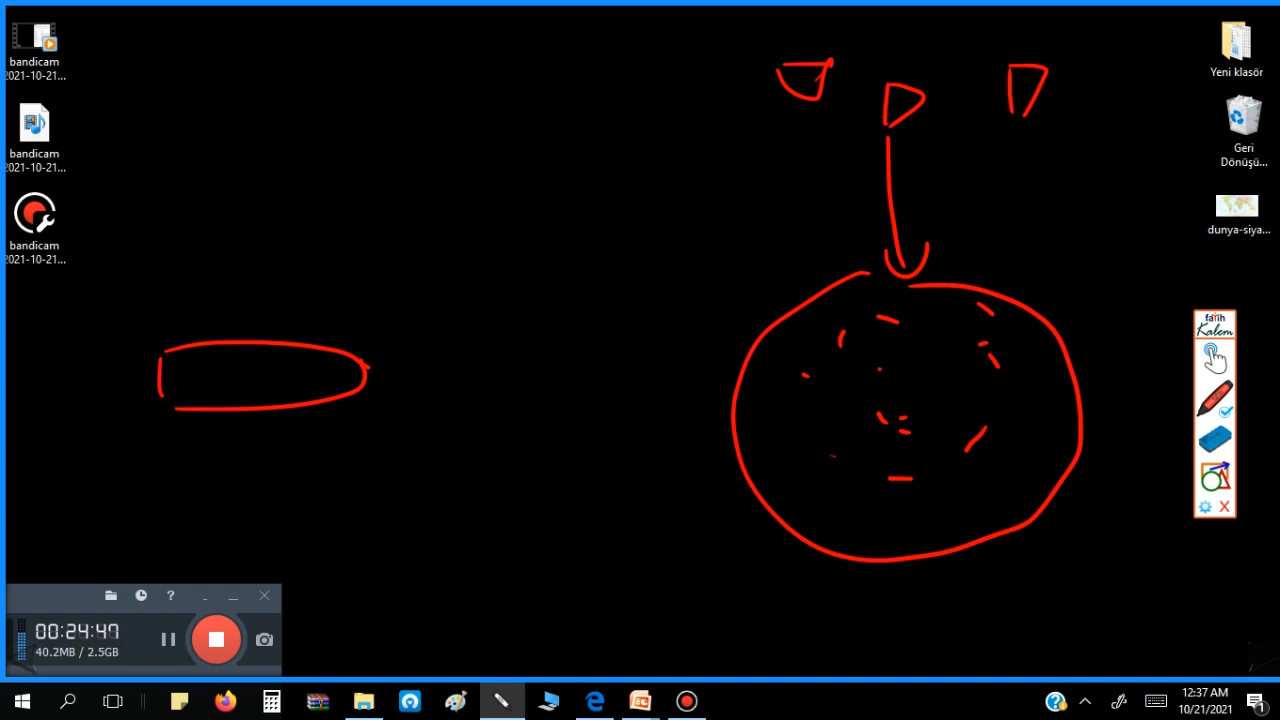 bandicam
2021-10-21...
bandicam
2021-10-21...
bandicam
2021-10-21...
Yeni klasör
Geri
Dönüşü...
dunya-siya...
fatih
Kalem
?
00:24:47
40.2MB / 2.5GB
12:37 AM
10/21/2021
1